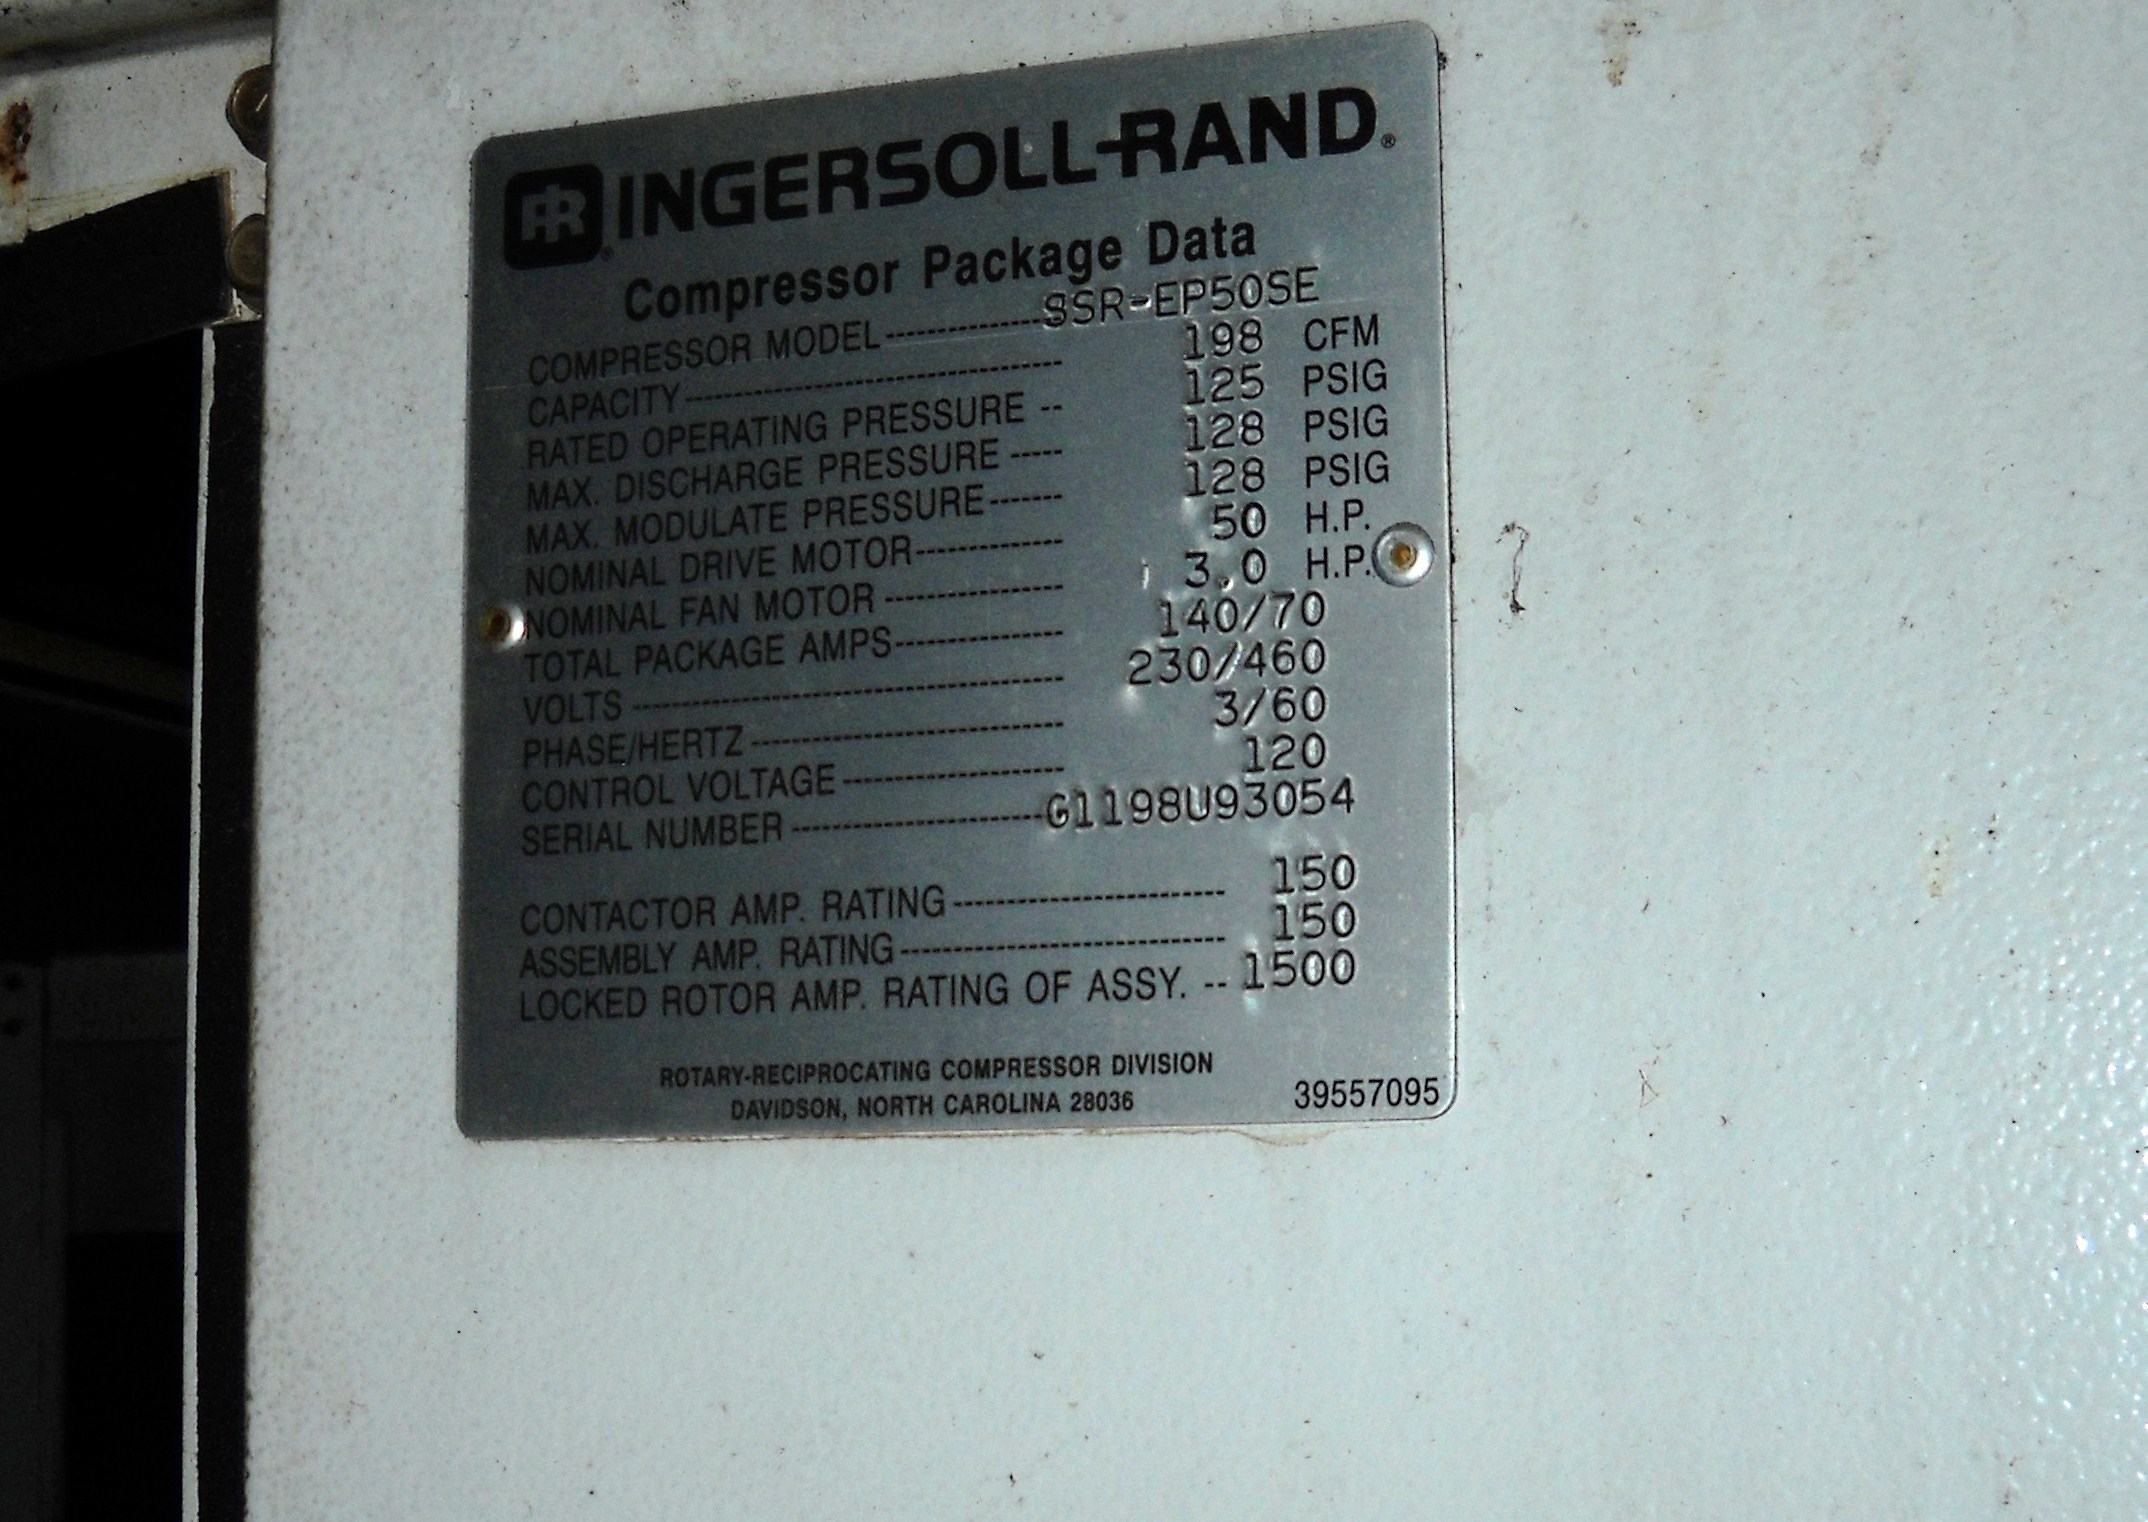 IR® INGERSOLL-RAND®
Compressor Package Data
COMPRESSOR MODEL --------------- SSR-EP50SE
CAPACITY ------------------------------------ 198 CFM
RATED OPERATING PRESSURE -- 125 PSIG
MAX. DISCHARGE PRESSURE ----- 128 PSIG
MAX. MODULATE PRESSURE ------- 128 PSIG
NOMINAL DRIVE MOTOR -------------- 50 H.P.
NOMINAL FAN MOTOR ----------------- 3.0 H.P.
TOTAL PACKAGE AMPS ---------------- 140/70
VOLTS ----------------------------------------- 230/460
PHASE/HERTZ ------------------------------ 3/60
CONTROL VOLTAGE --------------------- 120
SERIAL NUMBER ------------------------ G1198U93054
CONTACTOR AMP. RATING ------------------------- 150
ASSEMBLY AMP. RATING ------------------------------ 150
LOCKED ROTOR AMP. RATING OF ASSY. -- 1500
ROTARY-RECIPROCATING COMPRESSOR DIVISION
DAVIDSON, NORTH CAROLINA 28036 39557095